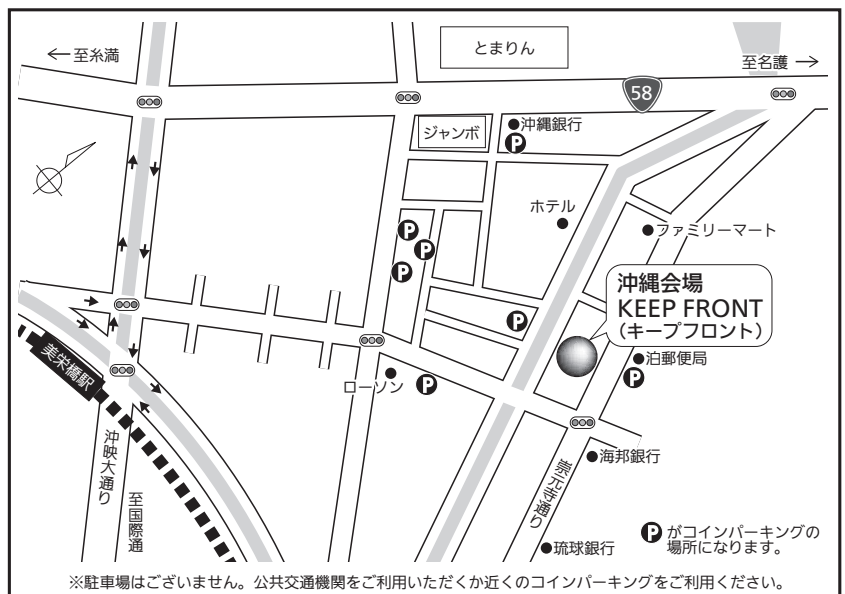 とまりん
←至糸満
至名護→
58
ジャンボ
沖縄銀行
P
ホテル
ファミリーマート
P
P
P
沖縄会場
KEEP FRONT
(キープフロント)
P
泊郵便局
P
美栄橋駅
ローソン
P
沖映大通り
至国際通
崇元寺通り
海邦銀行
琉球銀行
Pがコインパーキングの
場所になります。
※駐車場はございません。公共交通機関をご利用いただくか近くのコインパーキングをご利用ください。